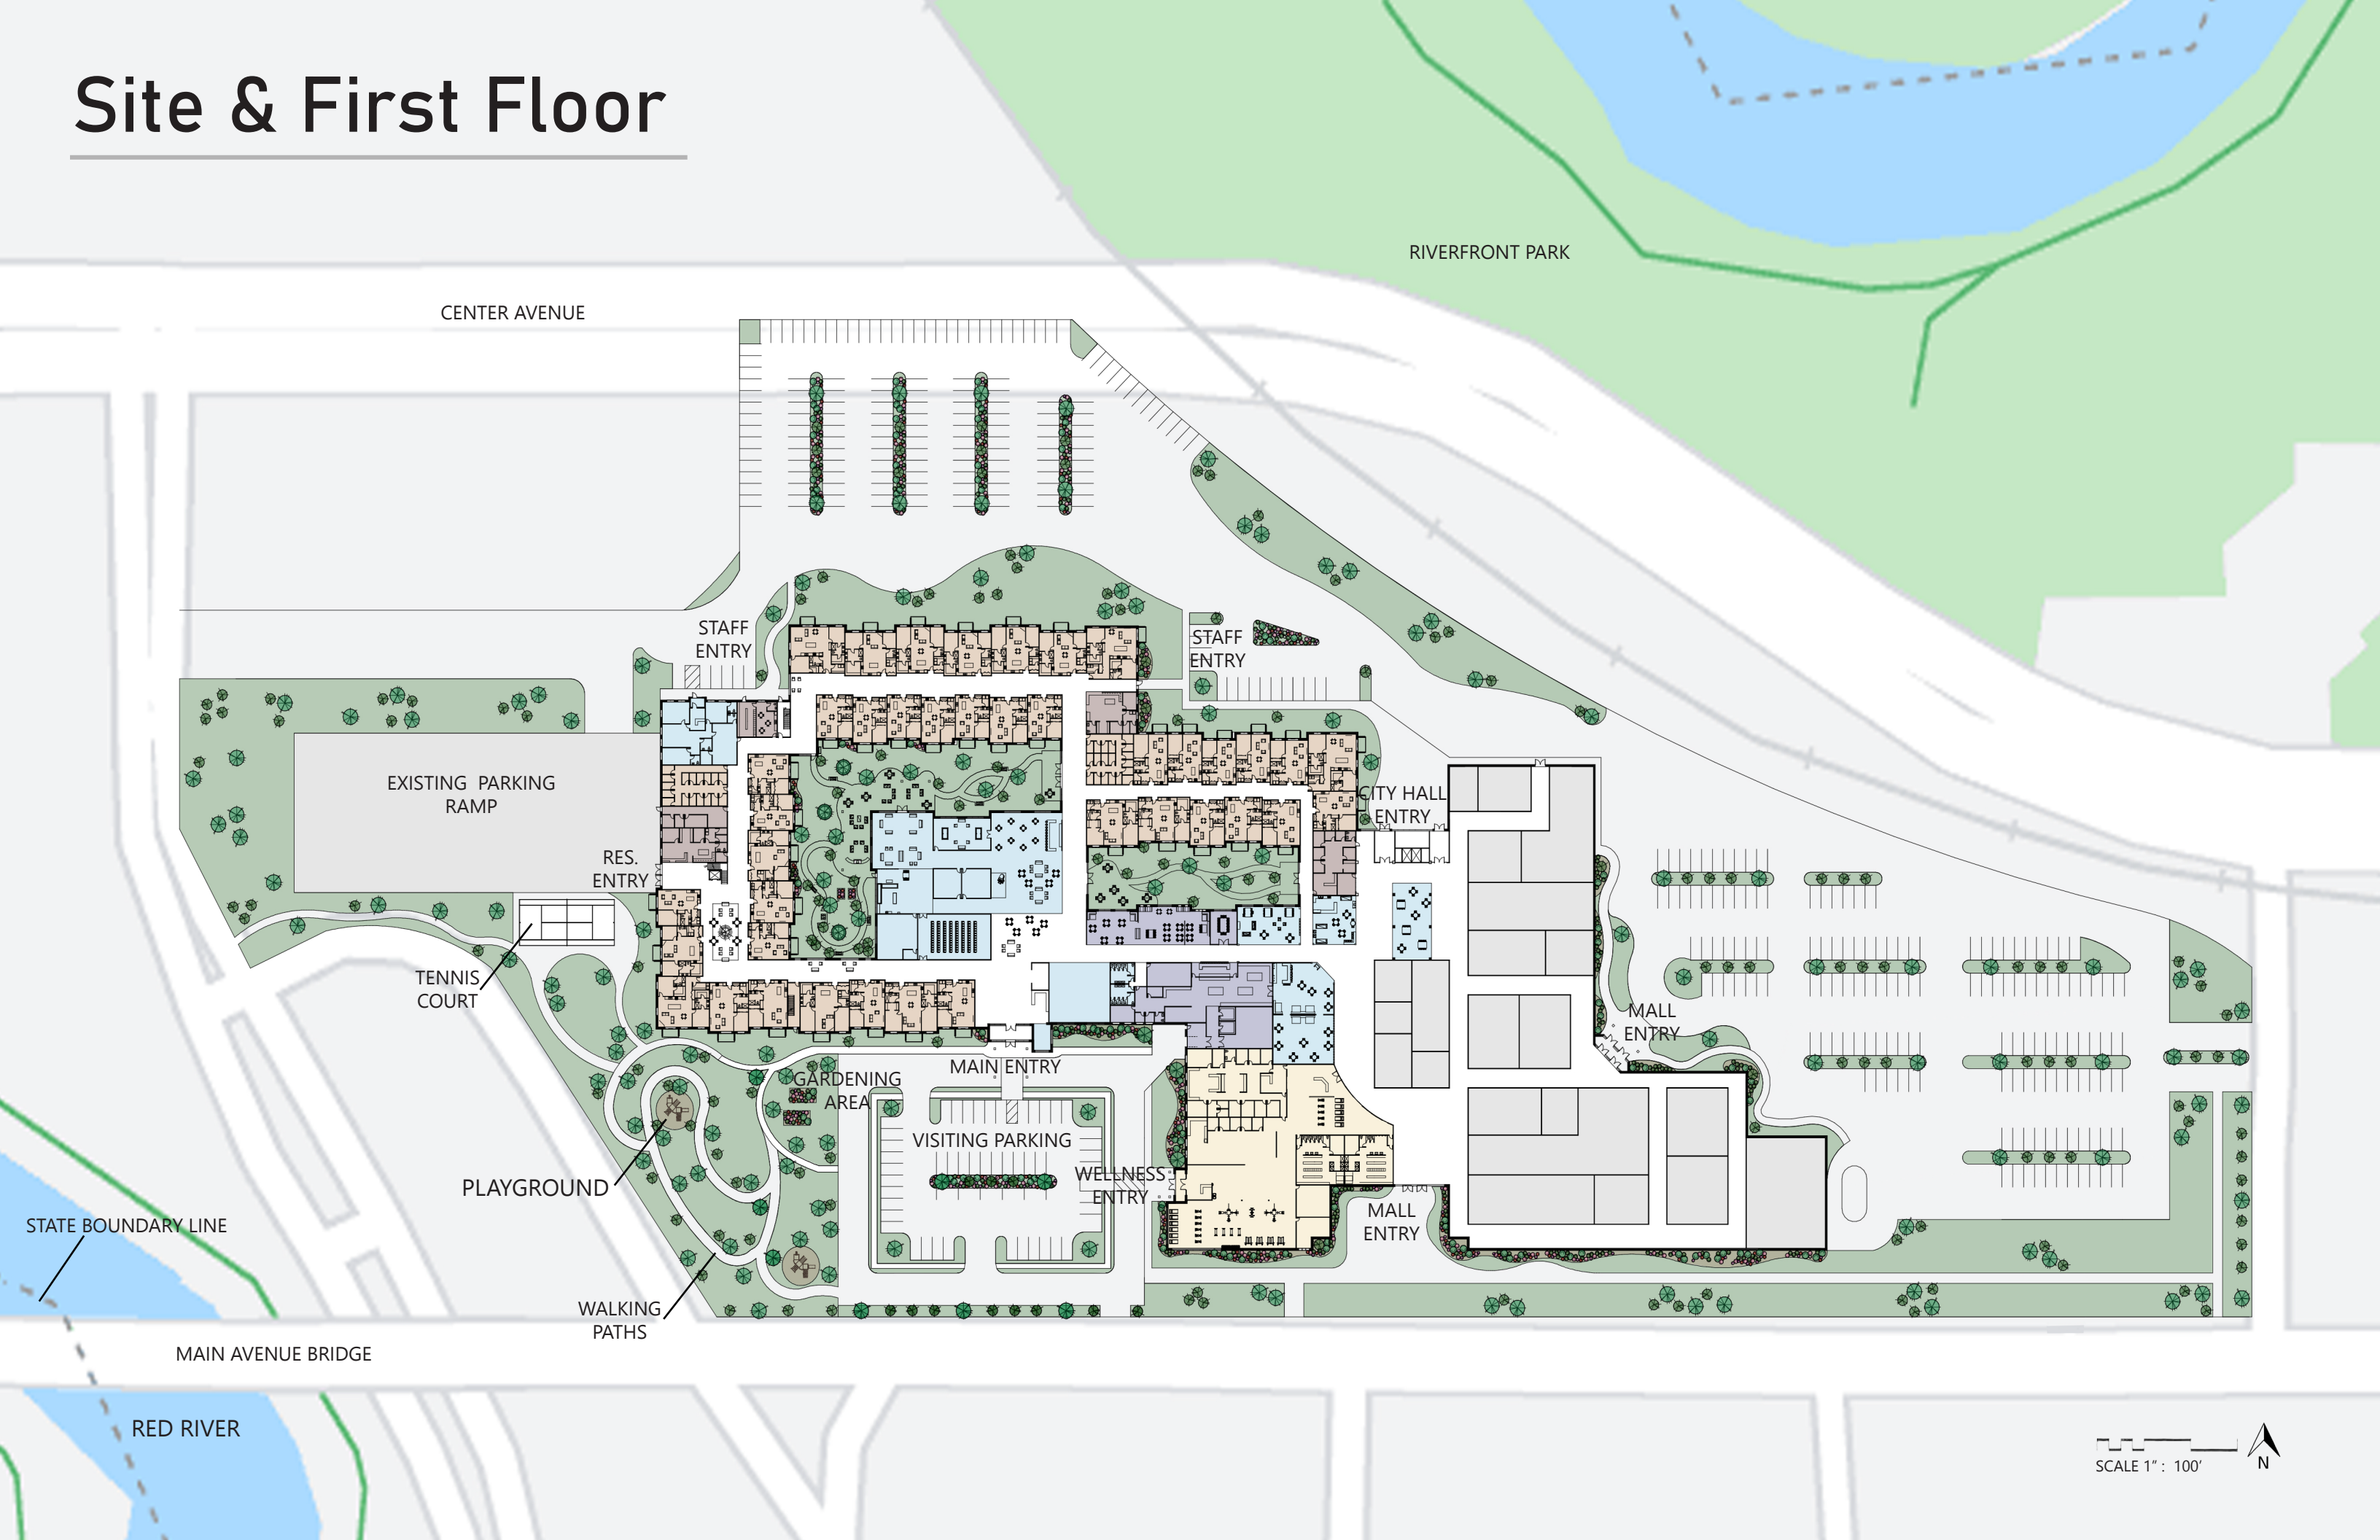 Site & First Floor
RIVERFRONT PARK
CENTER AVENUE
STAFF
ENTRY
STAFF
ENTRY
EXISTING  PARKING
RAMP
CITY HALL
ENTRY
RES.
ENTRY
TENNIS
COURT
MALL
ENTRY
MAIN ENTRY
GARDENING
AREA
VISITING PARKING
PLAYGROUND
WELLNESS
ENTRY
MALL
ENTRY
STATE BOUNDARY LINE
WALKING
PATHS
MAIN AVENUE BRIDGE
RED RIVER
SCALE 1" :  100'
N